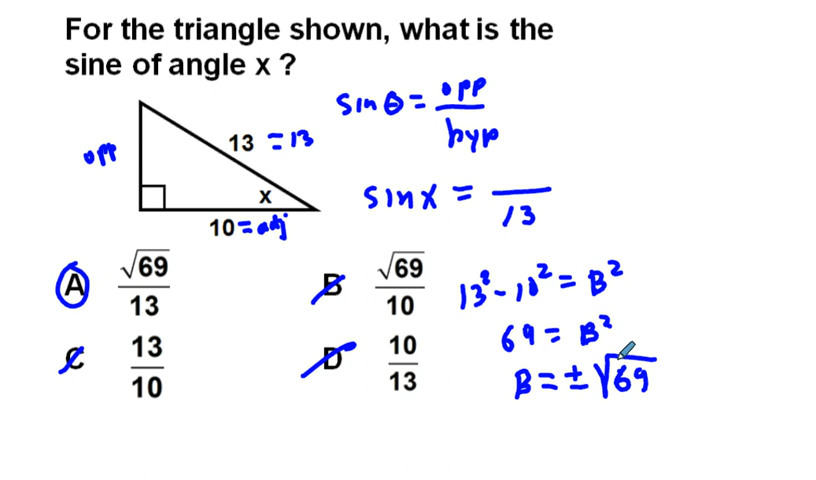 For the triangle shown, what is the
sine of angle x ?
sin θ = opp / hyp
opp
13 = 13
x
10 = adj
sin x = / 13
A √69 / 13
B √69 / 10
C 13 / 10
D 10 / 13
13² - 10² = B²
69 = B²
B = ± √69